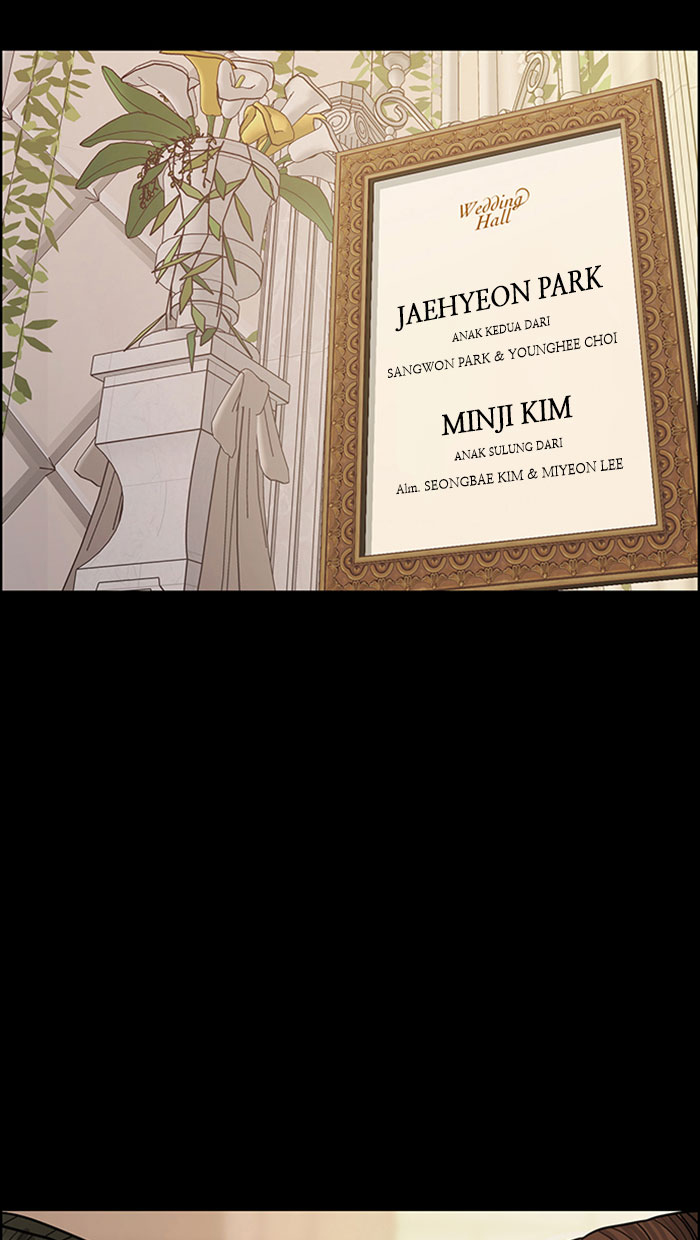 Wedding
Hall
JAEHYEON PARK
ANAK KEDUA DARI
SANGWON PARK & YOUNGHEE CHOI
MINJI KIM
ANAK SULUNG DARI
Alm. SEONGBAE KIM & MIYEON LEE